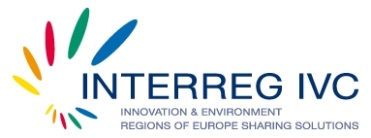 INTERREG IVC
INNOVATION & ENVIRONMENT
REGIONS OF EUROPE SHARING SOLUTIONS